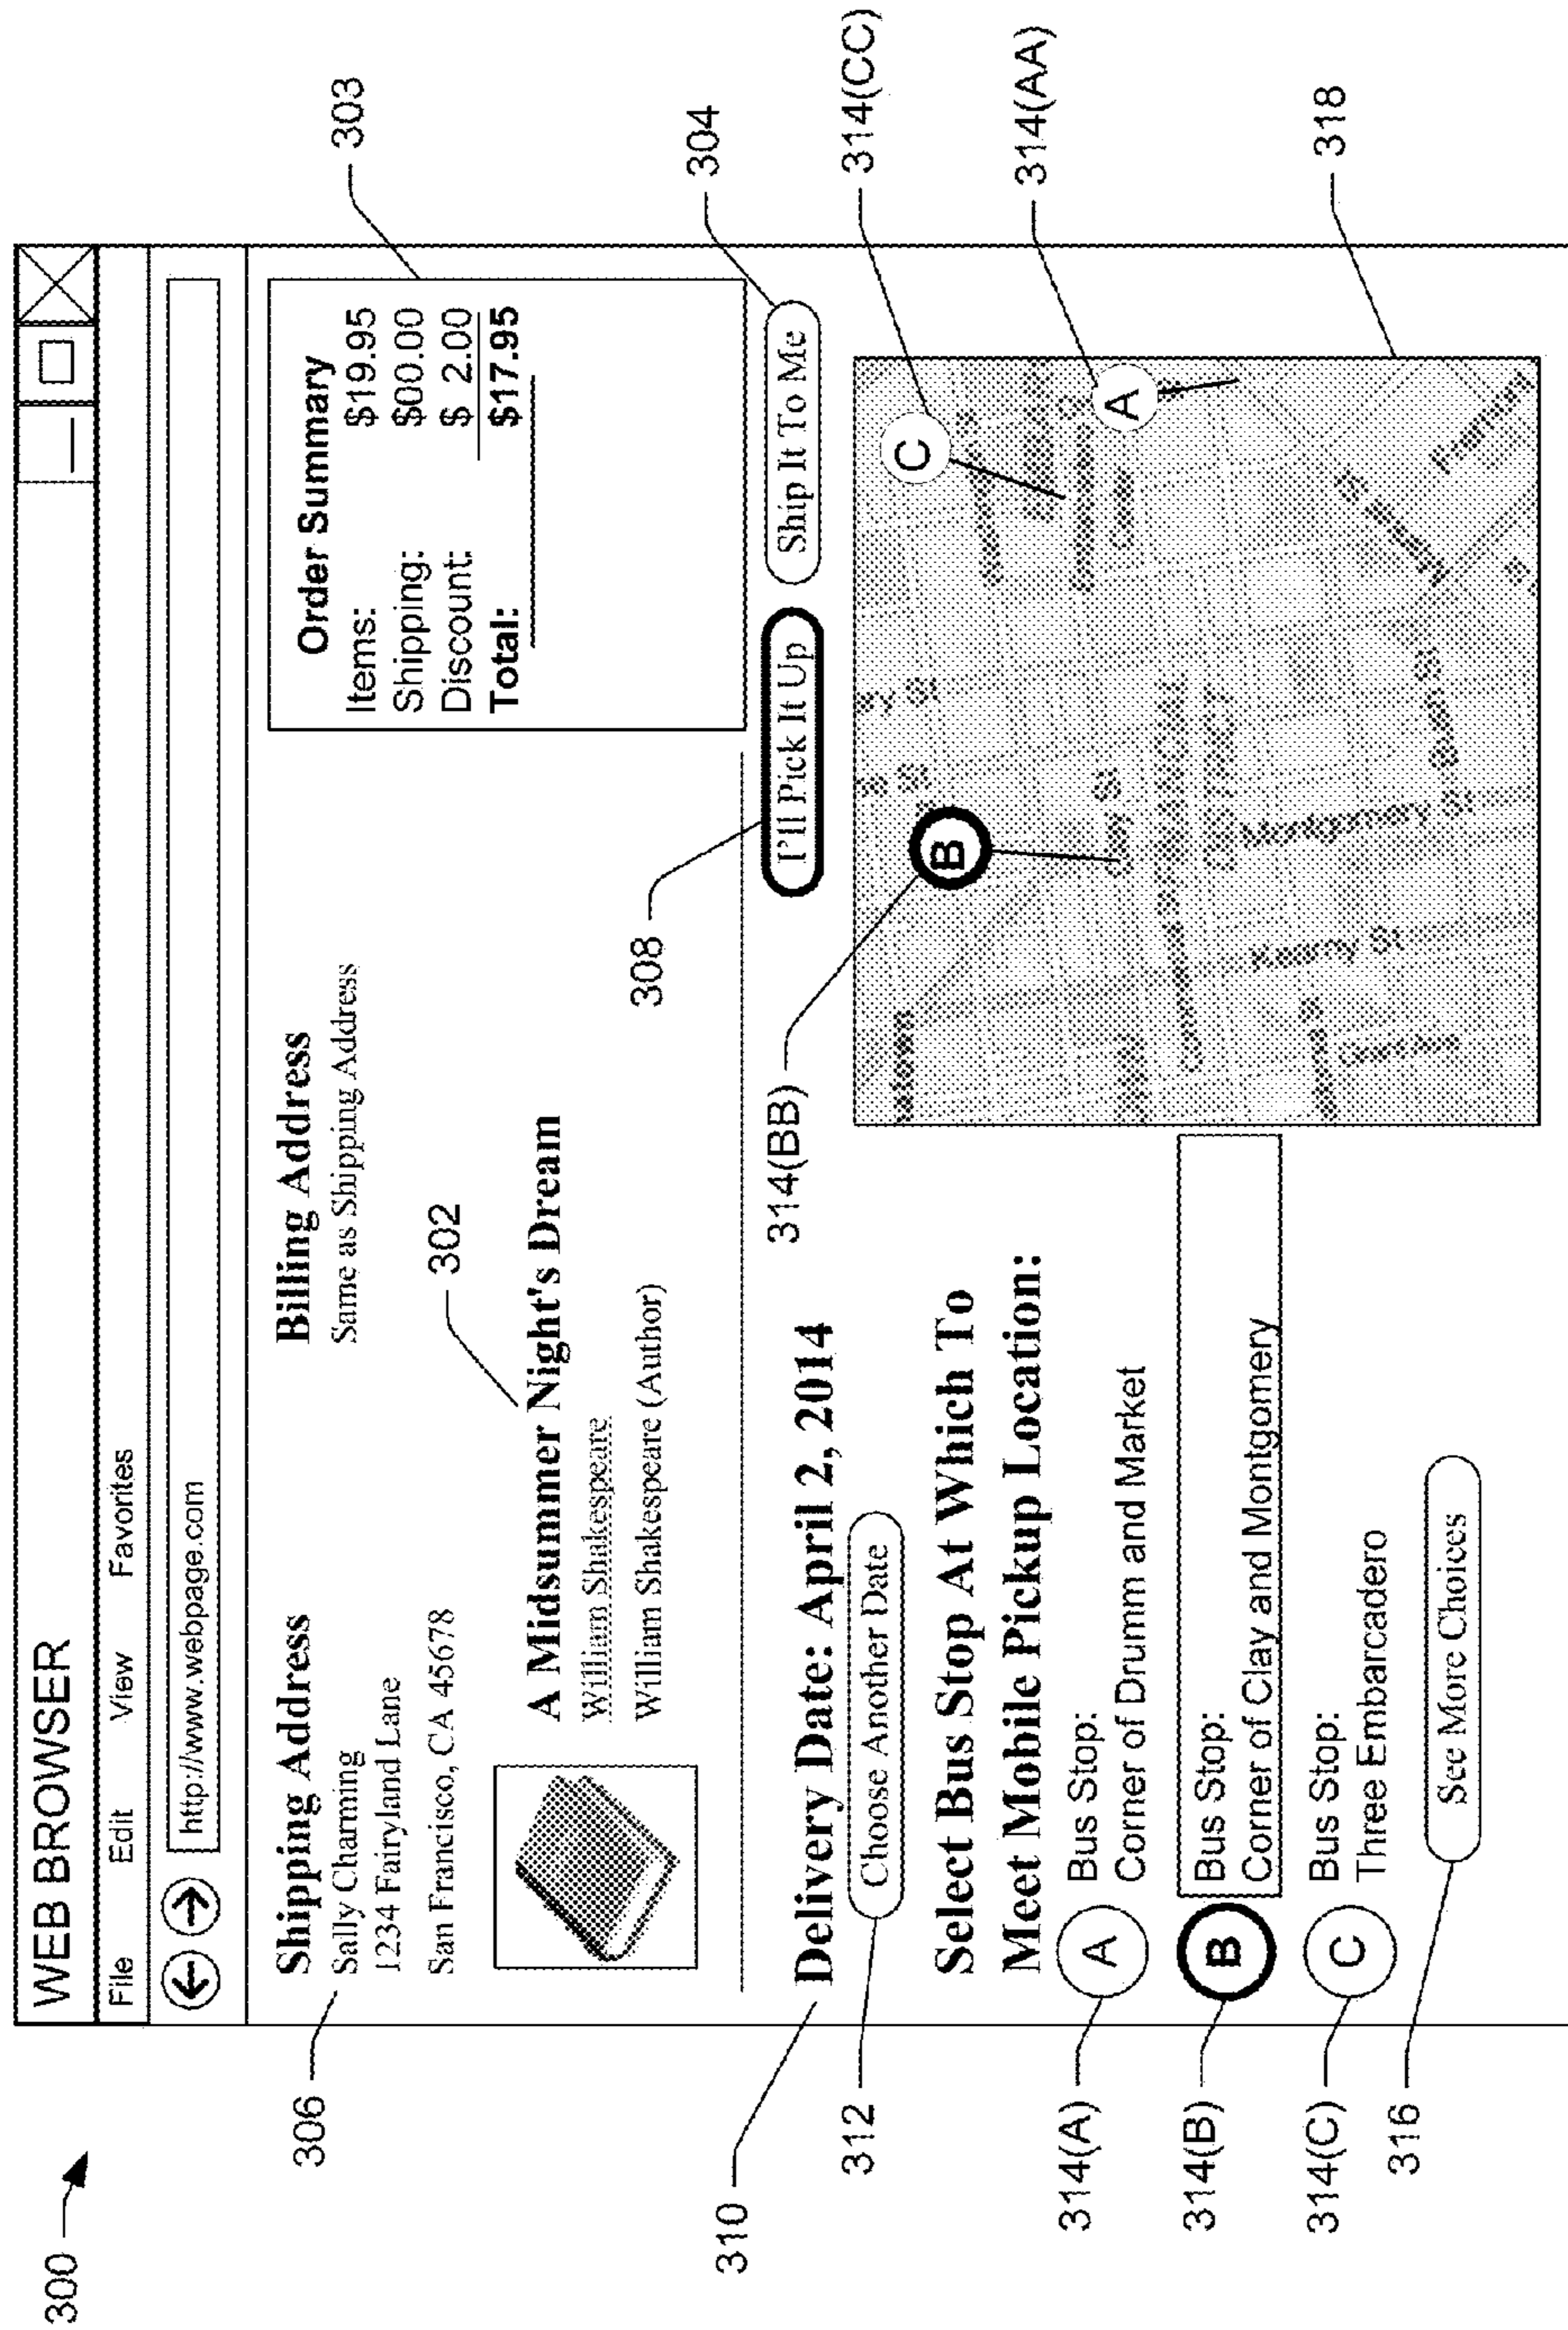 300
WEB BROWSER
File Edit View Favorites
http://www.webpage.com
306
Shipping Address
Sally Charming
1234 Fairyland Lane
San Francisco, CA 45678
Billing Address
Same as Shipping Address
302
A Midsummer Night's Dream
William Shakespeare
William Shakespeare (Author)
303
Order Summary
Items: $19.95
Shipping: $00.00
Discount: $ 2.00
Total: $17.95
308
I'll Pick It Up
Ship It To Me
304
310
Delivery Date: April 2, 2014
312
Choose Another Date
Select Bus Stop At Which To
Meet Mobile Pickup Location:
314(A)
A
Bus Stop:
Corner of Drumm and Market
314(B)
B
Bus Stop:
Corner of Clay and Montgomery
314(C)
C
Bus Stop:
Three Embarcadero
316
See More Choices
314(BB)
B
314(CC)
C
314(AA)
A
318
Clay St
Montgomery St
Kearny St